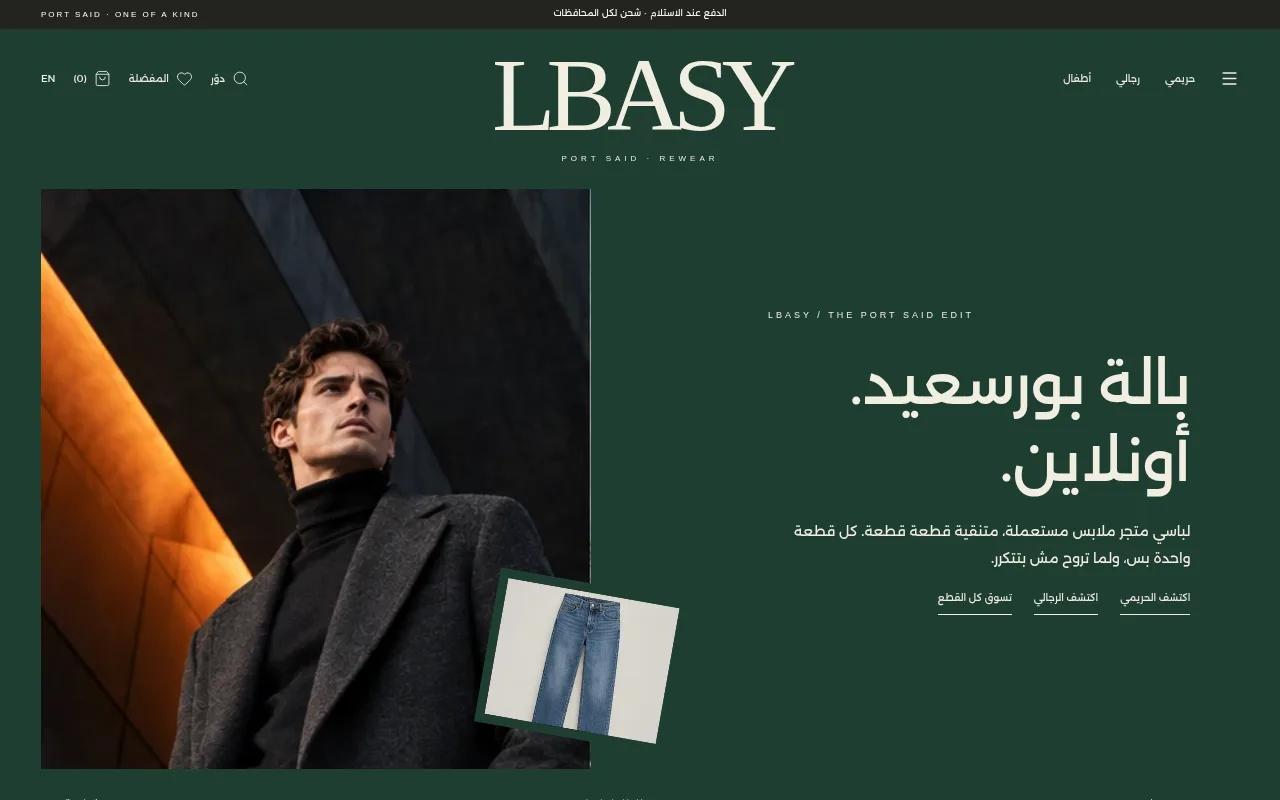 PORT SAID · ONE OF A KIND
الدفع عند الاستلام · شحن لكل المحافظات
حريمي
رجالي
أطفال
LBASY
PORT SAID · REWEAR
دوّر
المفضلة
(0)
EN
LBASY / THE PORT SAID EDIT
بالة بورسعيد.
أونلاين.
لباسي متجر ملابس مستعملة، متنقية قطعة قطعة. كل قطعة
واحدة بس، ولما تروح مش بتتكرر.
اكتشف الحريمي
اكتشف الرجالي
تسوق كل القطع